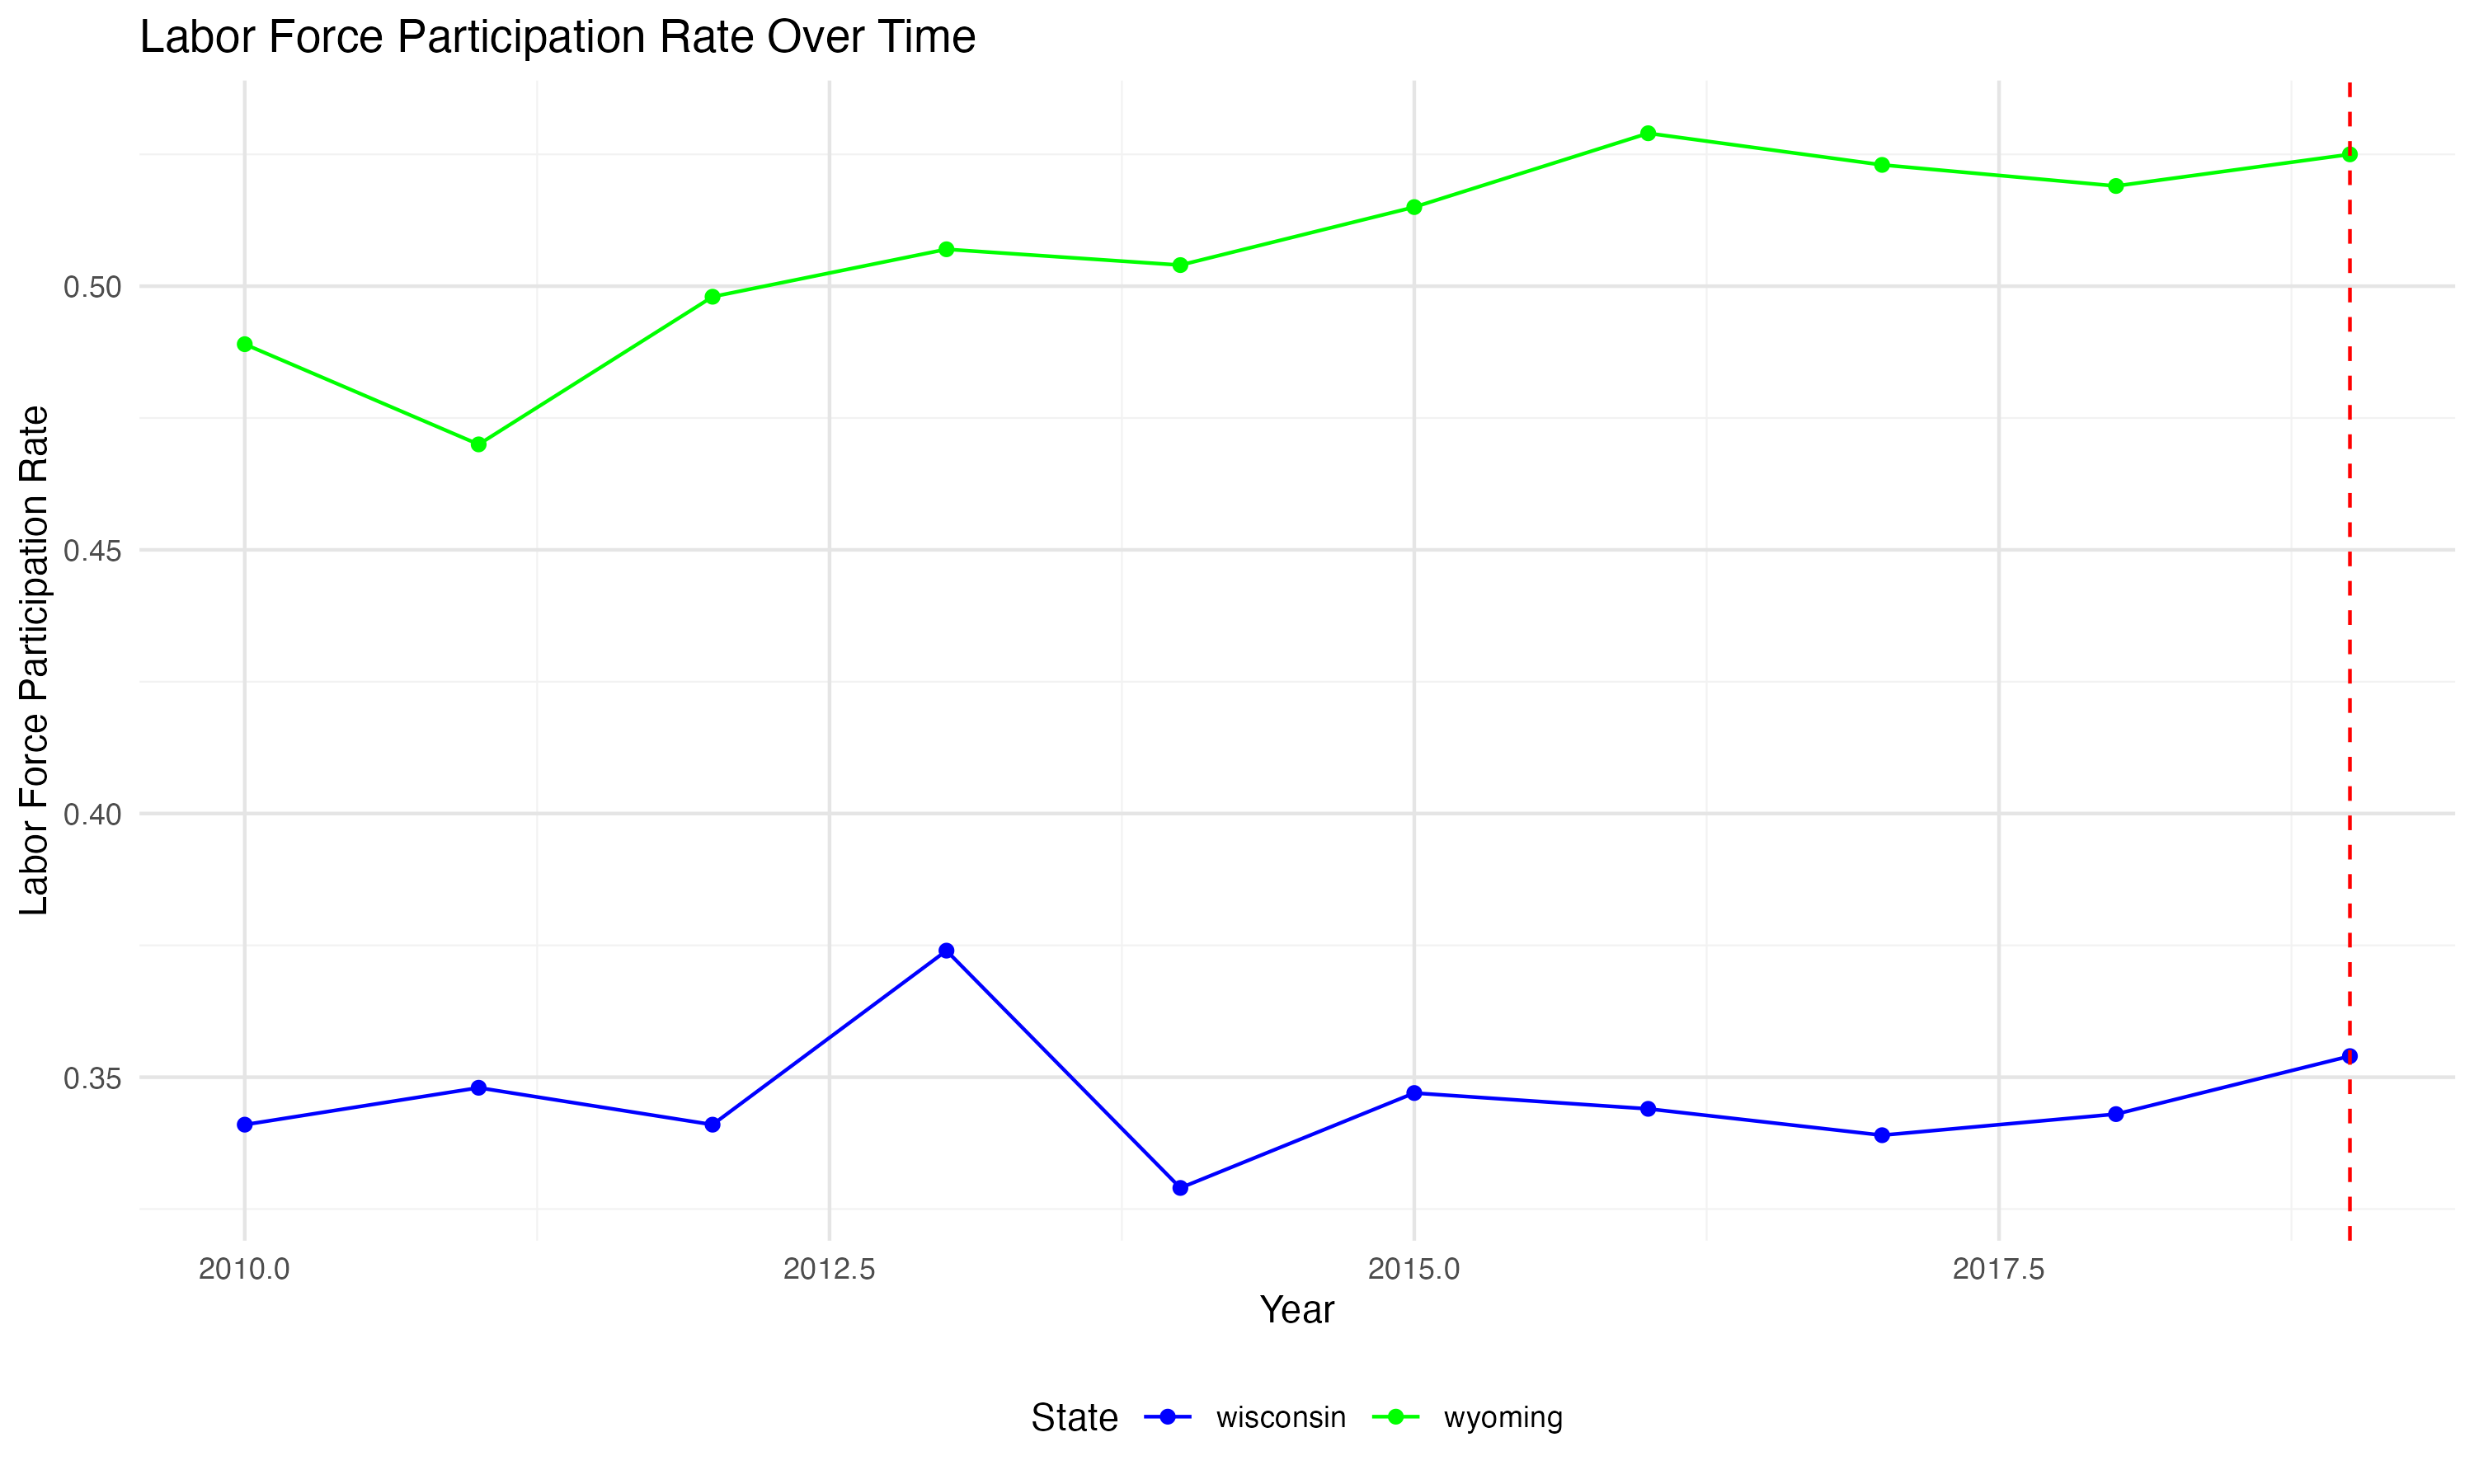 Labor Force Participation Rate Over Time
Labor Force Participation Rate
0.50
0.45
0.40
0.35
2010.0 2012.5 2015.0 2017.5
Year
State wisconsin wyoming